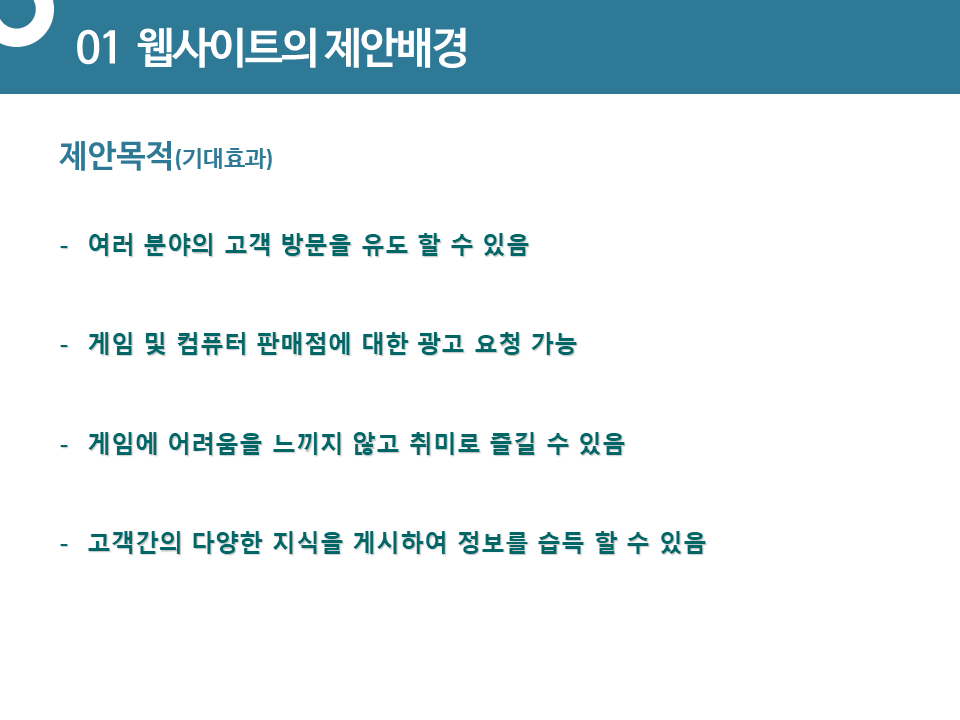 01 웹사이트의 제안배경
제안목적(기대효과)
- 여러 분야의 고객 방문을 유도 할 수 있음
- 게임 및 컴퓨터 판매점에 대한 광고 요청 가능
- 게임에 어려움을 느끼지 않고 취미로 즐길 수 있음
- 고객간의 다양한 지식을 게시하여 정보를 습득 할 수 있음